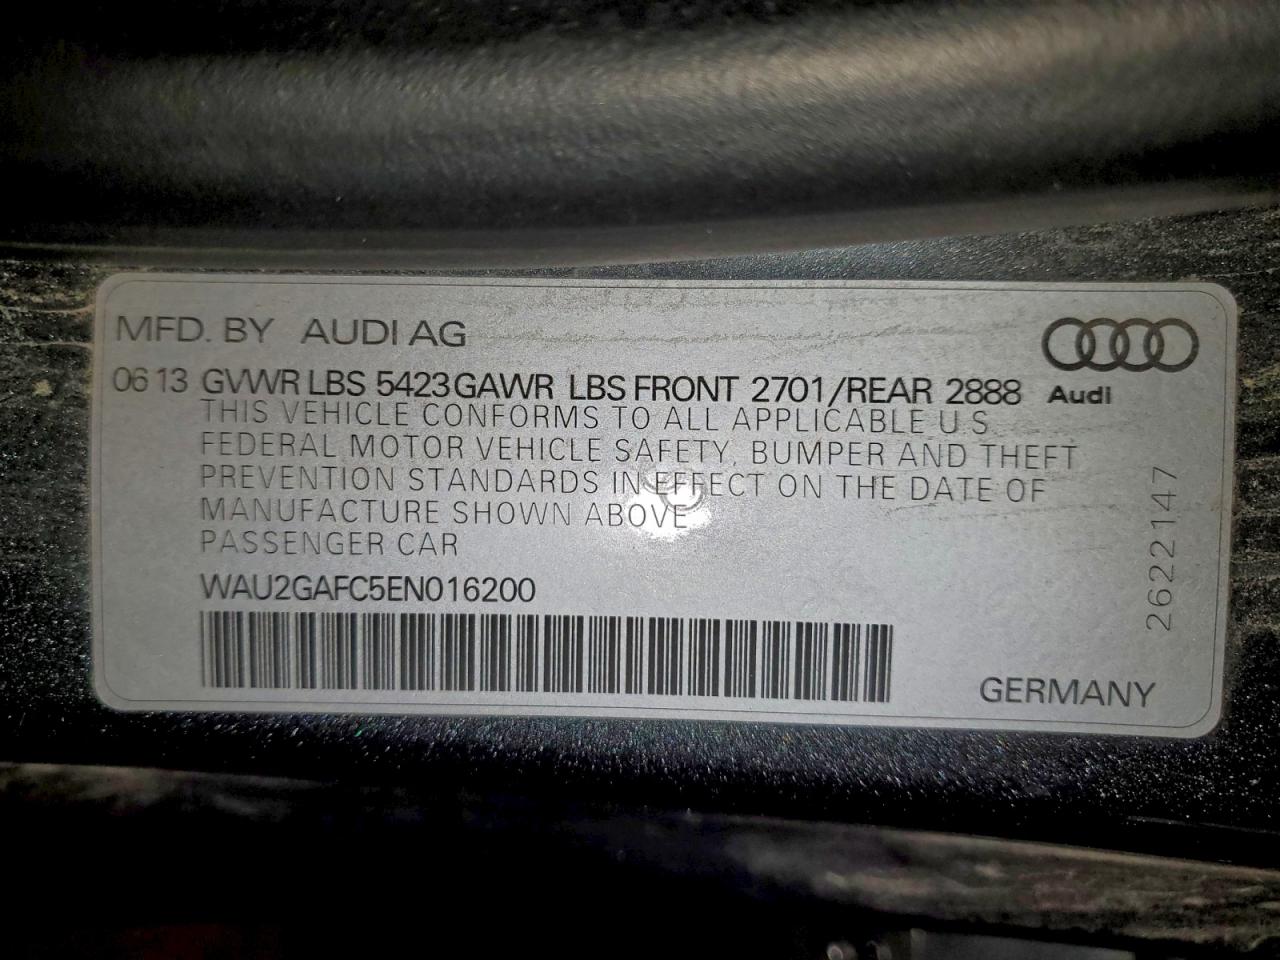 MFD. BY AUDI AG
06 13 GVWR LBS 5423 GAWR LBS FRONT 2701/REAR 2888 Audi
THIS VEHICLE CONFORMS TO ALL APPLICABLE U S
FEDERAL MOTOR VEHICLE SAFETY, BUMPER AND THEFT
PREVENTION STANDARDS IN EFFECT ON THE DATE OF
MANUFACTURE SHOWN ABOVE
PASSENGER CAR
WAU2GAFC5EN016200
2622147
GERMANY